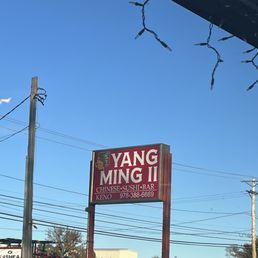 YANG
MING II
CHINESE•SUSHI•BAR
KENO 978-388-6669